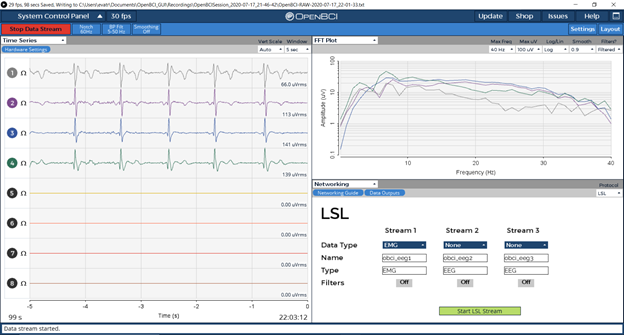 29 fps, 98 secs Saved, Writing to C:\Users\evatt\Documents\OpenBCI_GUI\Recordings\OpenBCISession_2020-07-17_21-46-42\OpenBCI-RAW-2020-07-17_22-01-33.txt
System Control Panel 30 fps OPENBCI Update Shop Issues Help
Stop Data Stream Notch 60Hz BP Filt 5-50 Hz Smoothing Off Settings Layout
Time Series Vert Scale Window
Hardware Settings Auto 5 sec
1 Ω 66.0 uVrms
2 Ω 113 uVrms
3 Ω 141 uVrms
4 Ω 139 uVrms
5 Ω 0.00 uVrms
6 Ω 0.00 uVrms
7 Ω 0.00 uVrms
8 Ω 0.00 uVrms
-5 -4 -3 -2 -1 0
99 s Time (s) 22:03:12
FFT Plot Max Freq Max uV Log/Lin Smooth Filters?
40 Hz 100 uV Log 0.9 Filtered
Amplitude (uV)
100
10
1
0.1
10 20 30 40
Frequency (Hz)
Networking Protocol
Networking Guide Data Outputs LSL
LSL
Stream 1 Stream 2 Stream 3
Data Type EMG None None
Name obci_eeg1 obci_eeg2 obci_eeg3
Type EMG EEG EEG
Filters Off Off Off
Start LSL Stream
Data stream started.